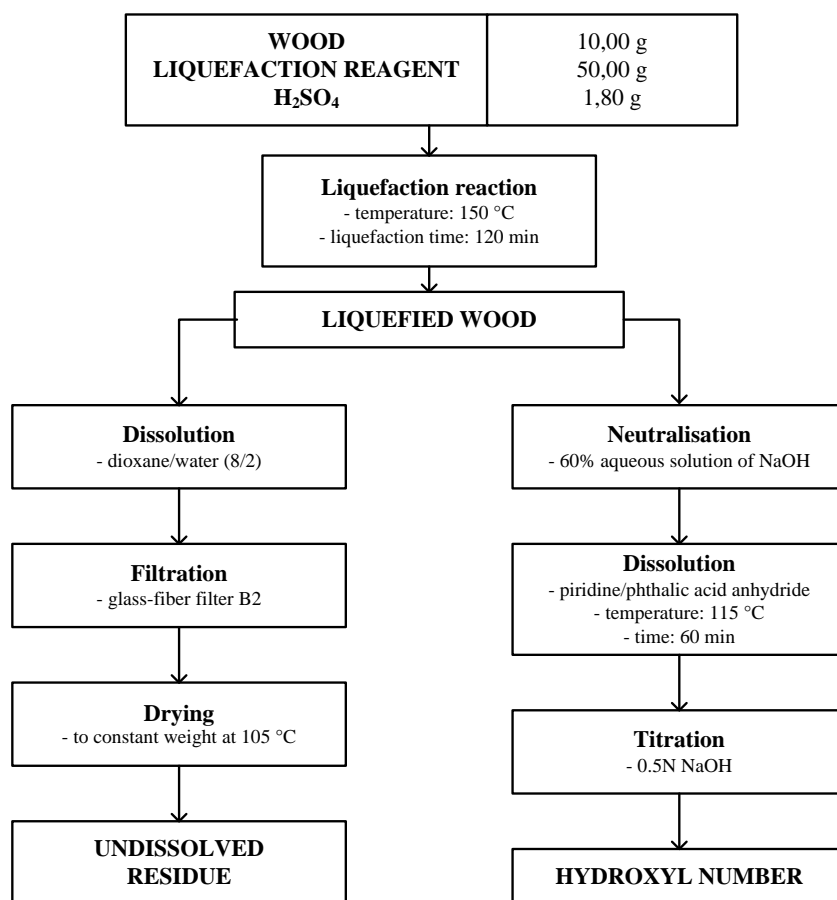 WOOD
LIQUEFACTION REAGENT
H₂SO₄
10,00 g
50,00 g
1,80 g
Liquefaction reaction
- temperature: 150 °C
- liquefaction time: 120 min
LIQUEFIED WOOD
Dissolution
- dioxane/water (8/2)
Filtration
- glass-fiber filter B2
Drying
- to constant weight at 105 °C
UNDISSOLVED
RESIDUE
Neutralisation
- 60% aqueous solution of NaOH
Dissolution
- piridine/phthalic acid anhydride
- temperature: 115 °C
- time: 60 min
Titration
- 0.5N NaOH
HYDROXYL NUMBER